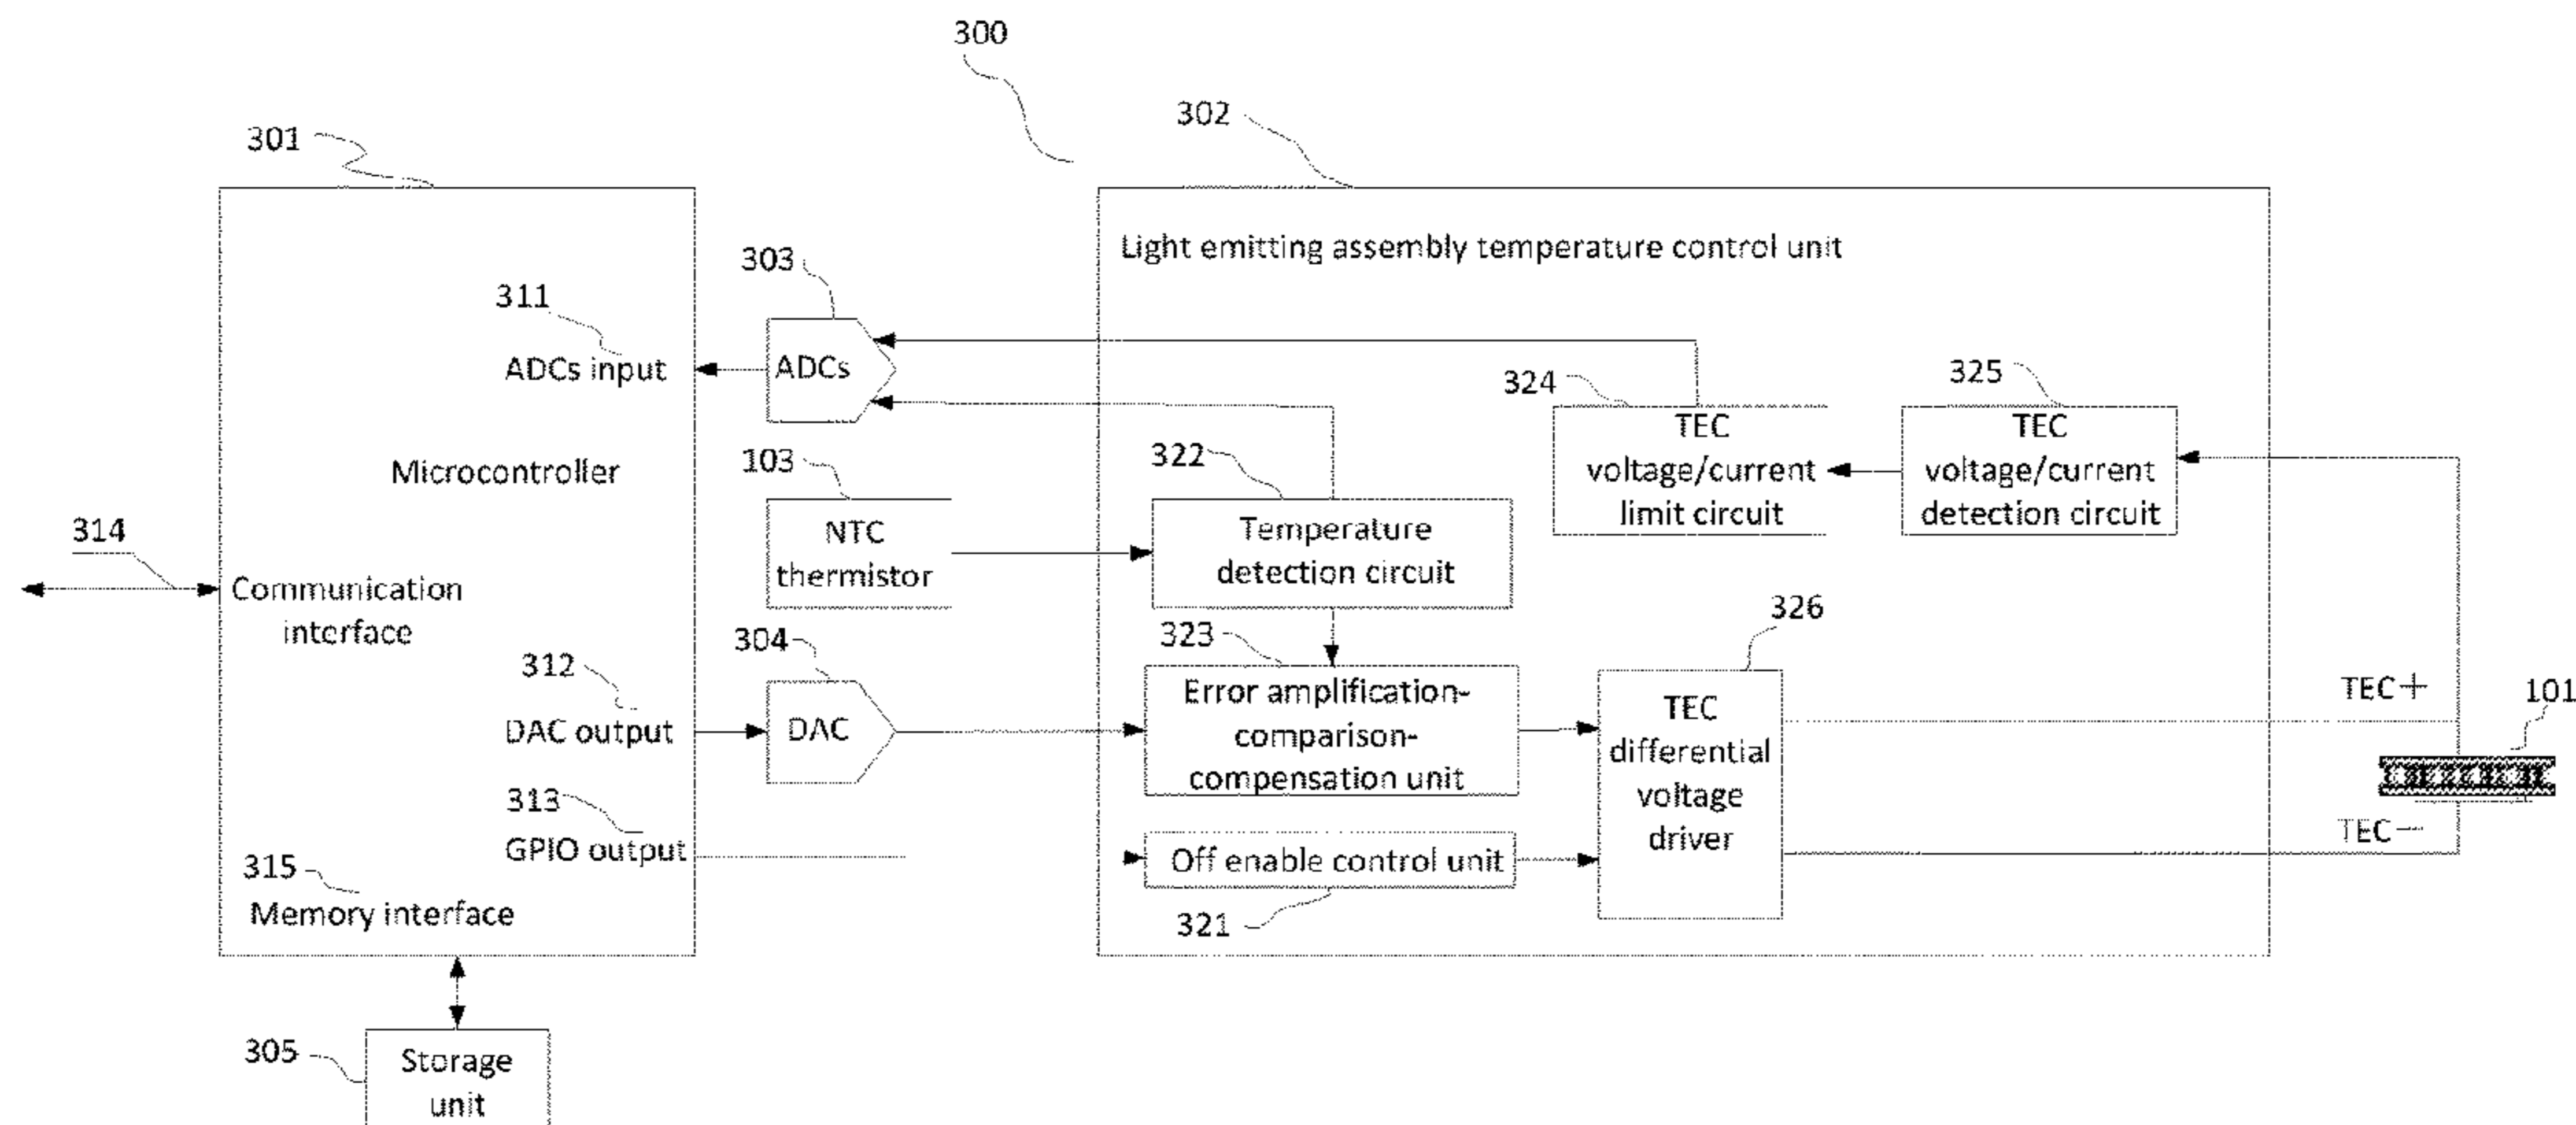 300
302
301
Light emitting assembly temperature control unit
303
311
ADCs input
ADCs
324
325
TEC
voltage/current
limit circuit
TEC
voltage/current
detection circuit
Microcontroller
103
322
NTC
thermistor
Temperature
detection circuit
314
Communication
interface
304
323
326
312
DAC output
DAC
Error amplification-
comparison-
compensation unit
TEC
differential
voltage
driver
TEC+
101
TEC-
313
GPIO output
Off enable control unit
321
315
Memory interface
305
Storage
unit